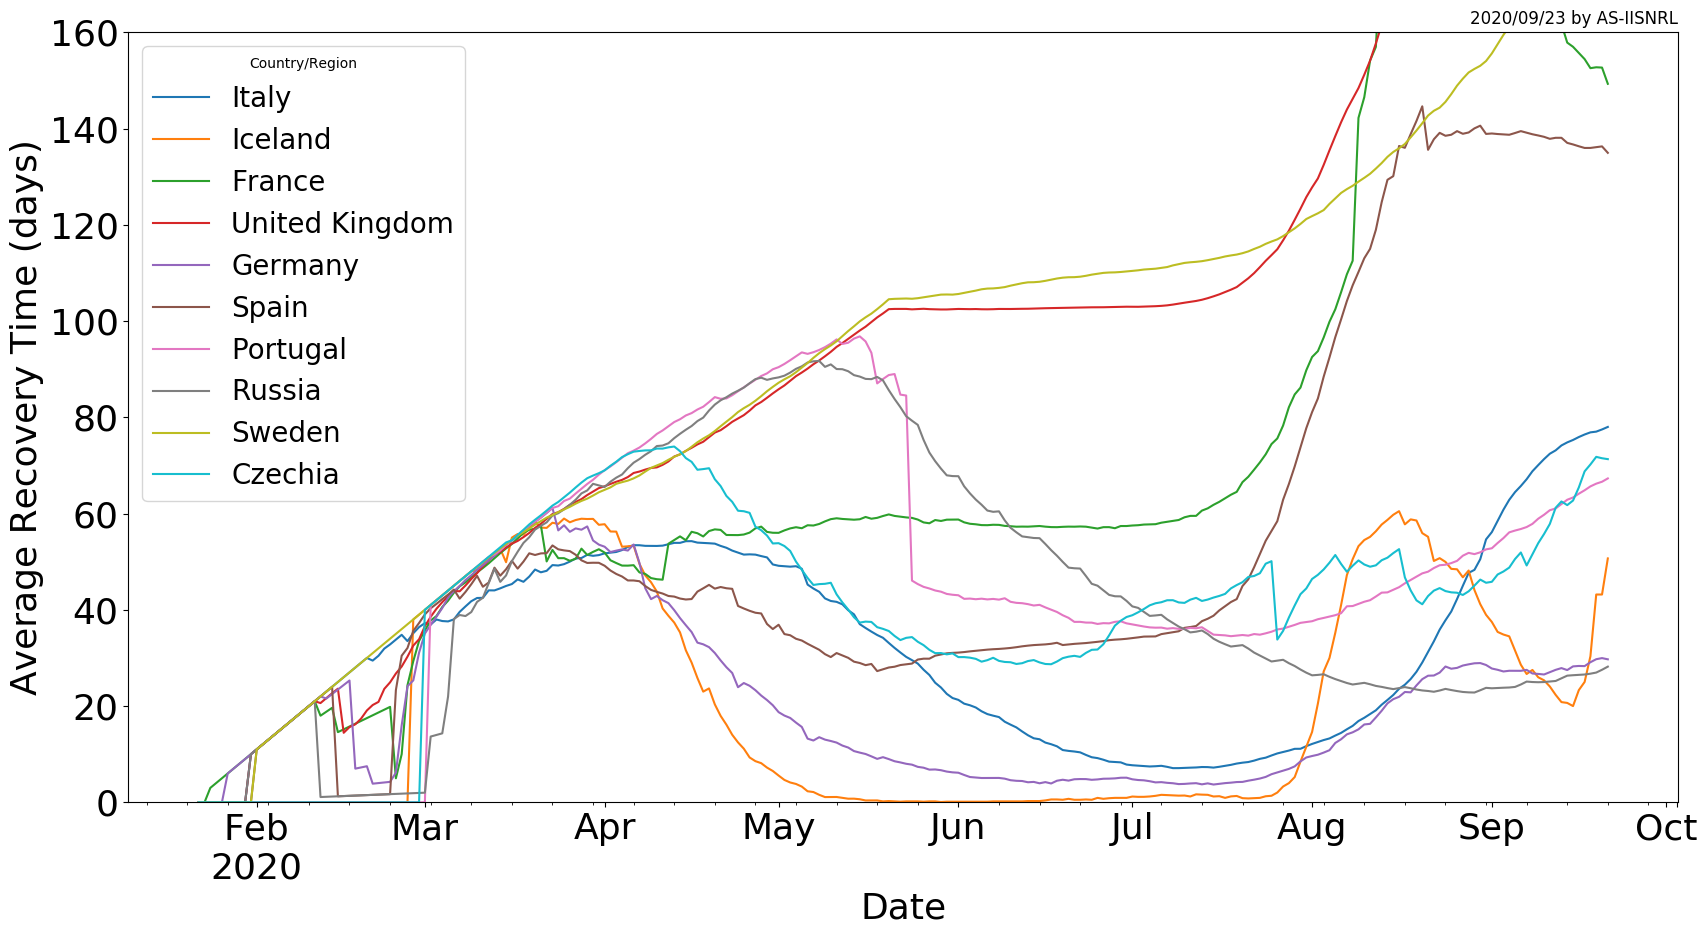 2020/09/23 by AS-IISNRL
Average Recovery Time (days)
160
140
120
100
80
60
40
20
0
Country/Region
Italy
Iceland
France
United Kingdom
Germany
Spain
Portugal
Russia
Sweden
Czechia
Feb Mar Apr May Jun Jul Aug Sep Oct
2020
Date